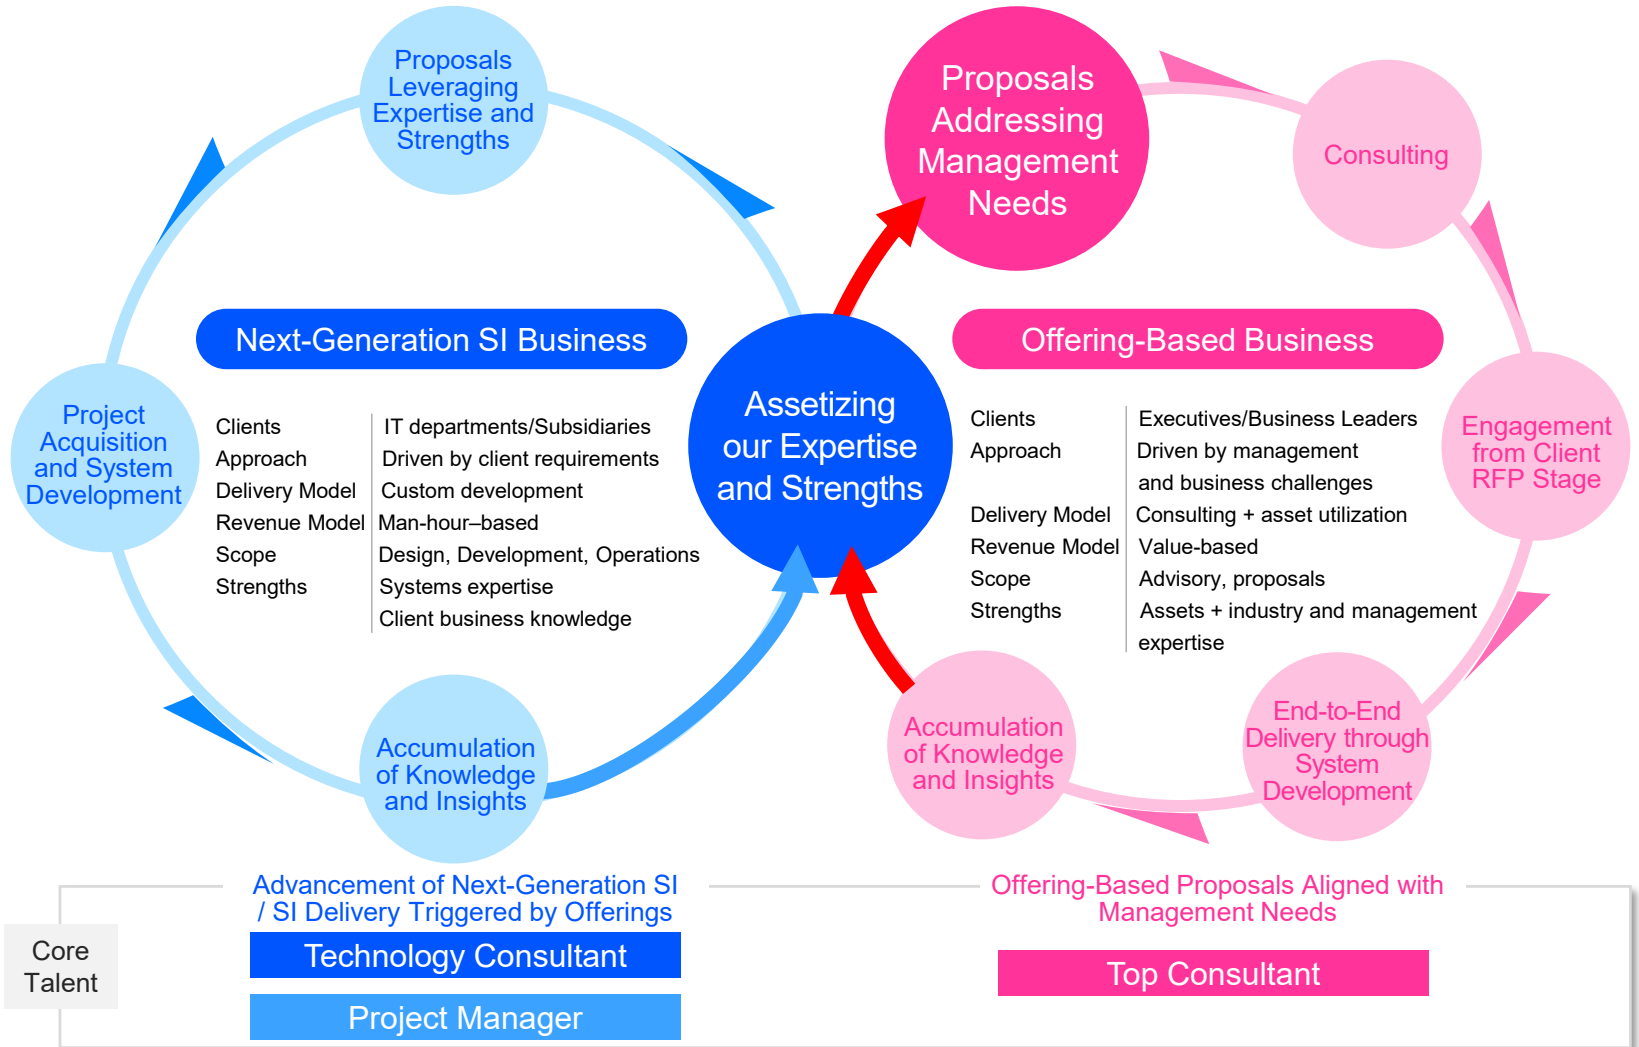 Proposals
Leveraging
Expertise and
Strengths
Proposals
Addressing
Management
Needs
Consulting
Next-Generation SI Business
Offering-Based Business
Project
Acquisition
and System
Development
Clients
IT departments/Subsidiaries
Approach
Driven by client requirements
Delivery Model
Custom development
Revenue Model
Man-hour–based
Scope
Design, Development, Operations
Strengths
Systems expertise
Client business knowledge
Assetizing
our Expertise
and Strengths
Clients
Executives/Business Leaders
Approach
Driven by management
and business challenges
Delivery Model
Consulting + asset utilization
Revenue Model
Value-based
Scope
Advisory, proposals
Strengths
Assets + industry and management
expertise
Engagement
from Client
RFP Stage
Accumulation
of Knowledge
and Insights
Accumulation
of Knowledge
and Insights
End-to-End
Delivery through
System
Development
Advancement of Next-Generation SI
/ SI Delivery Triggered by Offerings
Offering-Based Proposals Aligned with
Management Needs
Core
Talent
Technology Consultant
Project Manager
Top Consultant